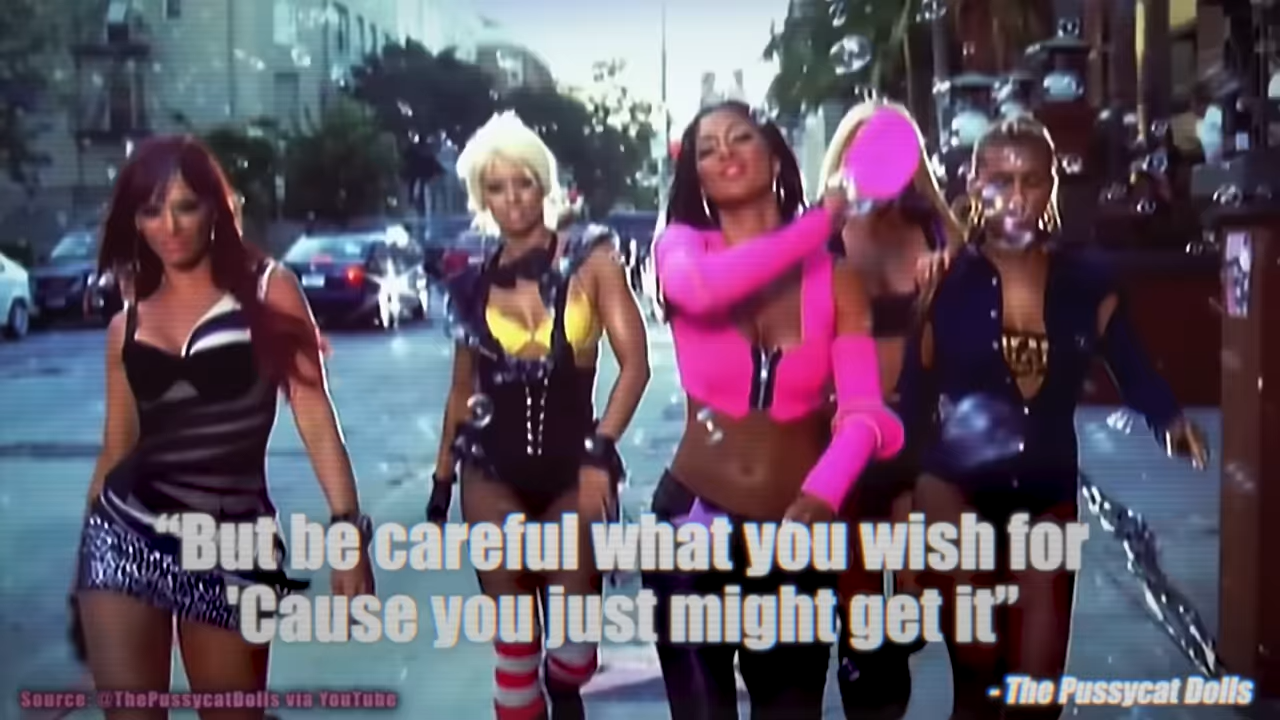 “But be careful what you wish for
'Cause you just might get it”
Source: @ThePussycatDolls via YouTube
- The Pussycat Dolls